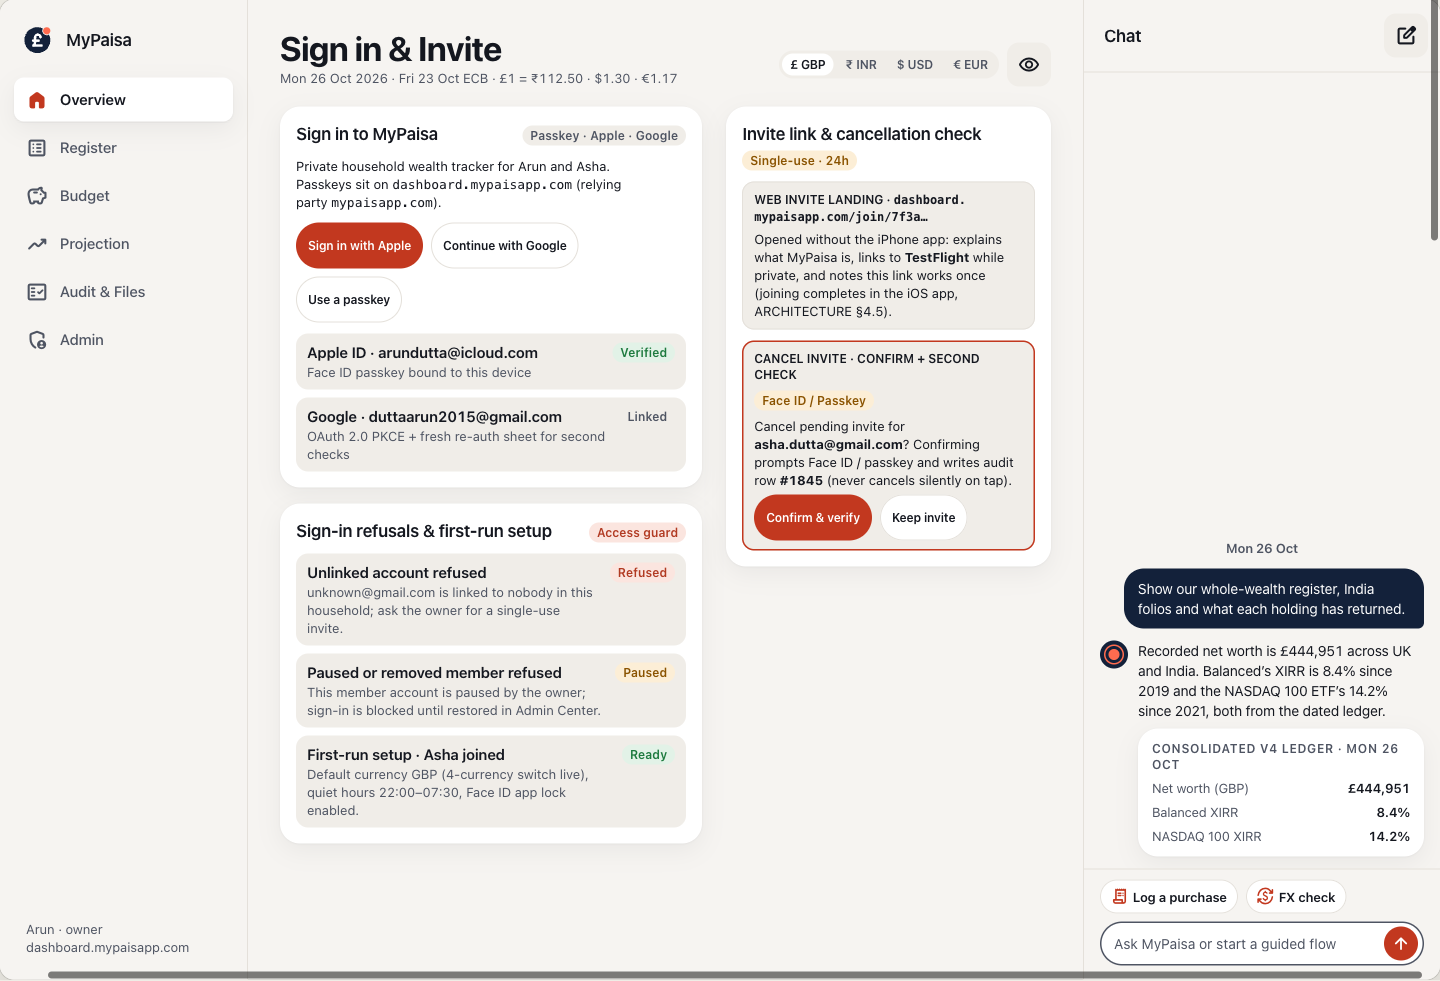 £ MyPaisa
Overview
Register
Budget
Projection
Audit & Files
Admin
Arun · owner
dashboard.mypaisapp.com
Sign in & Invite
Mon 26 Oct 2026 · Fri 23 Oct ECB · £1 = ₹112.50 · $1.30 · €1.17
£ GBP ₹ INR $ USD € EUR
Sign in to MyPaisa
Passkey · Apple · Google
Private household wealth tracker for Arun and Asha.
Passkeys sit on dashboard.mypaisapp.com (relying
party mypaisapp.com).
Sign in with Apple
Continue with Google
Use a passkey
Apple ID · arundutta@icloud.com
Verified
Face ID passkey bound to this device
Google · duttaarun2015@gmail.com
Linked
OAuth 2.0 PKCE + fresh re-auth sheet for second
checks
Sign-in refusals & first-run setup
Access guard
Unlinked account refused
Refused
unknown@gmail.com is linked to nobody in this
household; ask the owner for a single-use
invite.
Paused or removed member refused
Paused
This member account is paused by the owner;
sign-in is blocked until restored in Admin Center.
First-run setup · Asha joined
Ready
Default currency GBP (4-currency switch live),
quiet hours 22:00–07:30, Face ID app lock
enabled.
Invite link & cancellation check
Single-use · 24h
WEB INVITE LANDING · dashboard.
mypaisapp.com/join/7f3a…
Opened without the iPhone app: explains
what MyPaisa is, links to TestFlight while
private, and notes this link works once
(joining completes in the iOS app,
ARCHITECTURE §4.5).
CANCEL INVITE · CONFIRM + SECOND
CHECK
Face ID / Passkey
Cancel pending invite for
asha.dutta@gmail.com? Confirming
prompts Face ID / passkey and writes audit
row #1845 (never cancels silently on tap).
Confirm & verify
Keep invite
Chat
Mon 26 Oct
Show our whole-wealth register, India
folios and what each holding has returned.
Recorded net worth is £444,951 across UK
and India. Balanced’s XIRR is 8.4% since
2019 and the NASDAQ 100 ETF’s 14.2%
since 2021, both from the dated ledger.
CONSOLIDATED V4 LEDGER · MON 26
OCT
Net worth (GBP) £444,951
Balanced XIRR 8.4%
NASDAQ 100 XIRR 14.2%
Log a purchase
FX check
Ask MyPaisa or start a guided flow